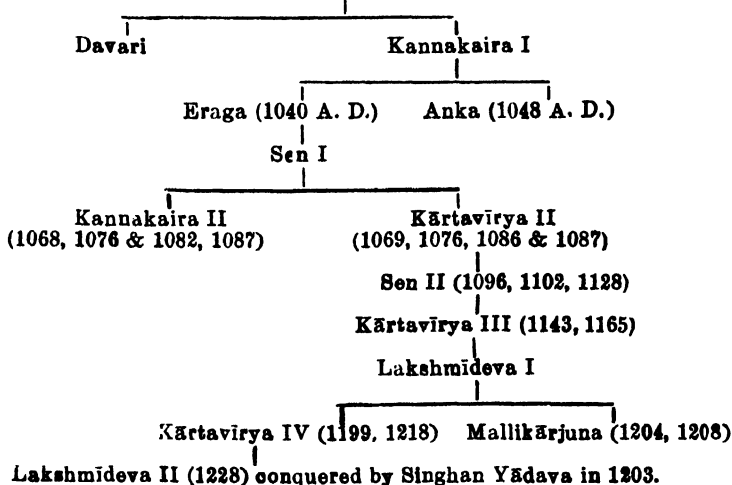 Davari Kannakaira I
Eraga (1040 A. D.) Anka (1048 A. D.)
Sen I
Kannakaira II Kārtavīrya II
(1068, 1076 & 1082, 1087) (1069, 1076, 1086 & 1087)
Sen II (1096, 1102, 1128)
Kārtavīrya III (1143, 1165)
Lakshmīdeva I
Kārtavīrya IV (1199, 1218) Mallikārjuna (1204, 1208)
Lakshmīdeva II (1228) conquered by Singhan Yādava in 1203.